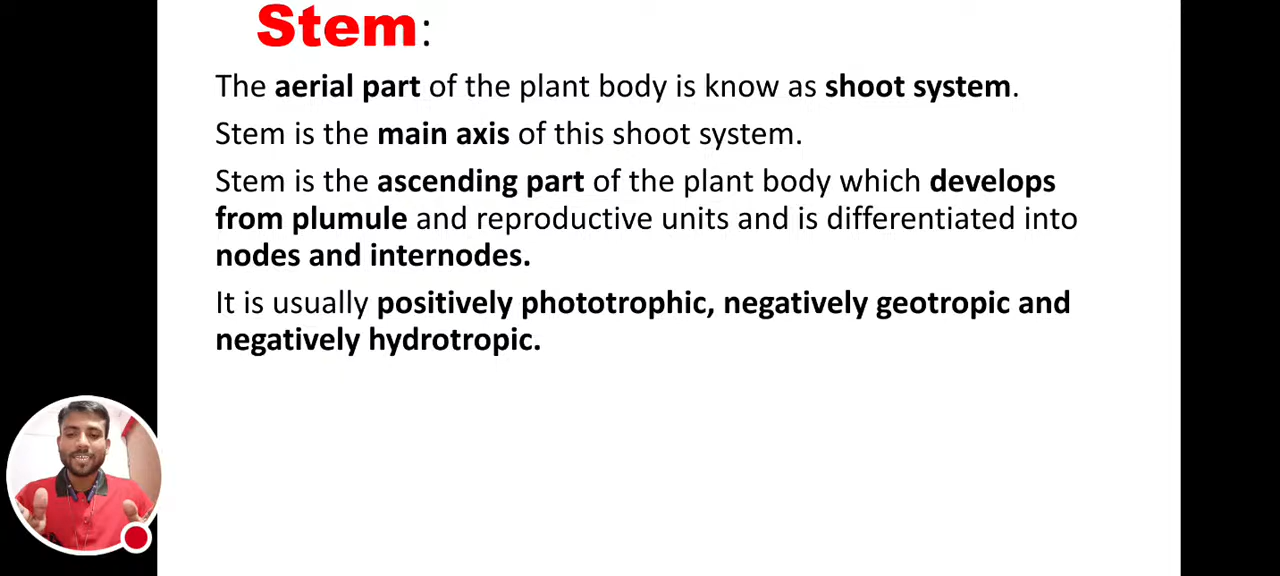 Stem:
The aerial part of the plant body is know as shoot system.
Stem is the main axis of this shoot system.
Stem is the ascending part of the plant body which develops
from plumule and reproductive units and is differentiated into
nodes and internodes.
It is usually positively phototrophic, negatively geotropic and
negatively hydrotropic.